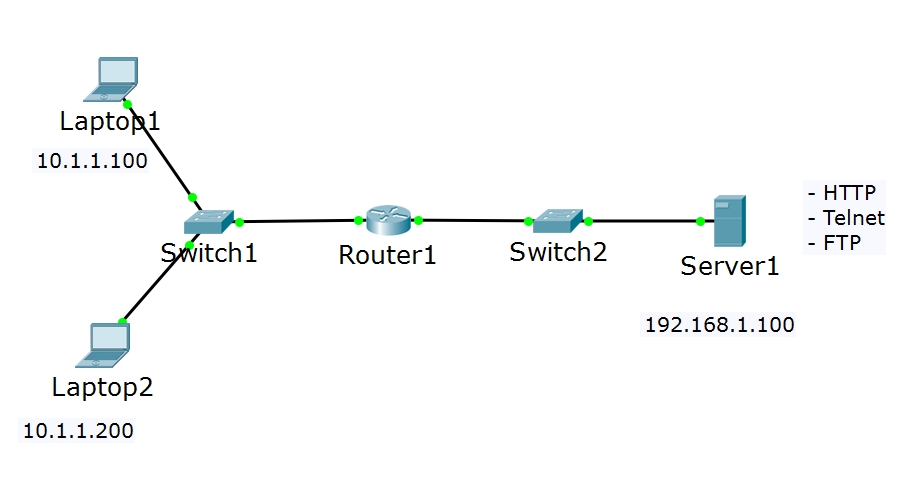 Laptop1
10.1.1.100
- HTTP
- Telnet
- FTP
Switch1
Router1
Switch2
Server1
192.168.1.100
Laptop2
10.1.1.200